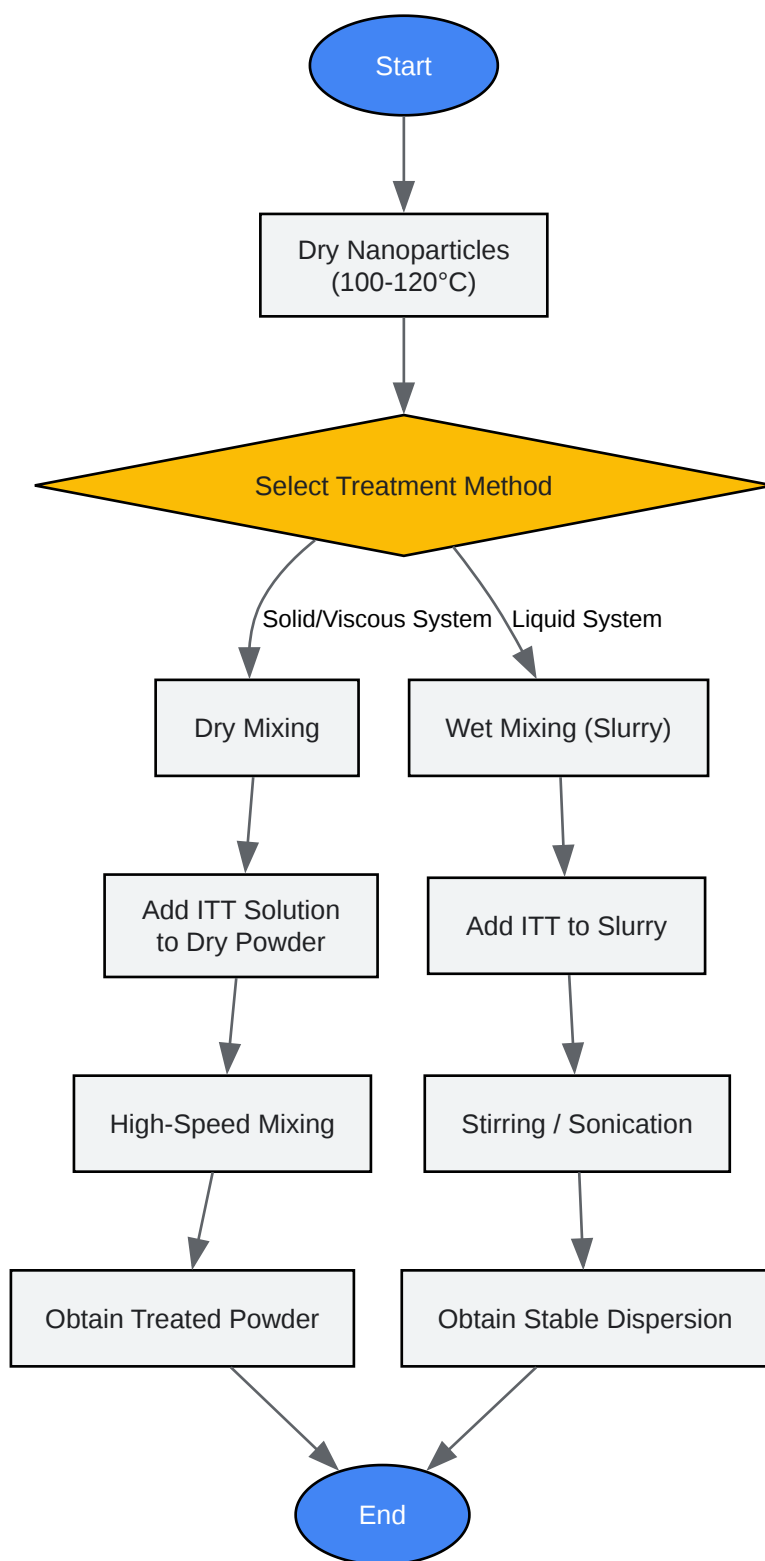 Start
Dry Nanoparticles
(100-120°C)
Select Treatment Method
Solid/Viscous System
Liquid System
Dry Mixing
Wet Mixing (Slurry)
Add ITT Solution
to Dry Powder
Add ITT to Slurry
High-Speed Mixing
Stirring / Sonication
Obtain Treated Powder
Obtain Stable Dispersion
End